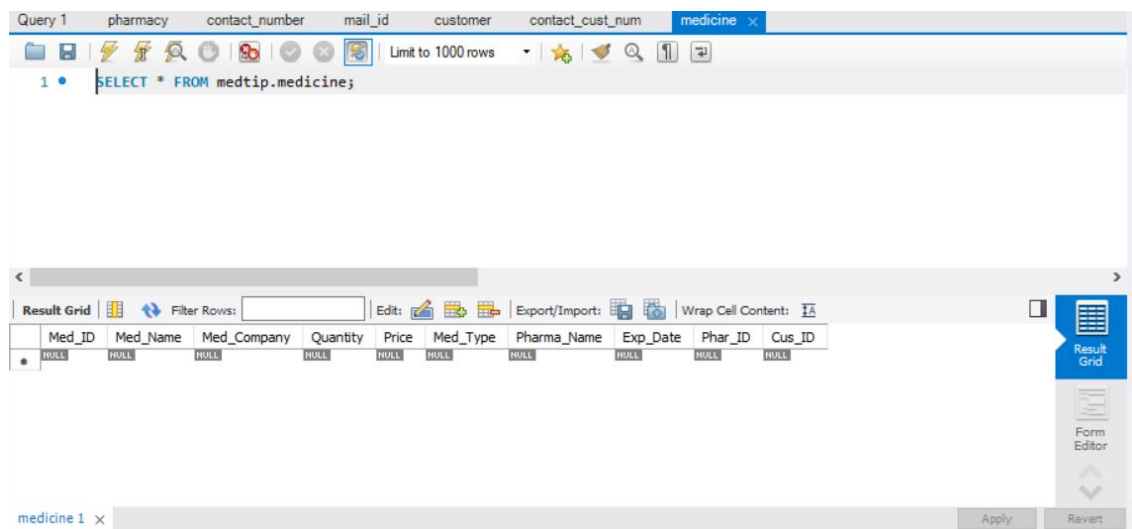 Query 1 pharmacy contact_number mail_id customer contact_cust_num medicine
Limit to 1000 rows
1 SELECT * FROM medtip.medicine;
Result Grid Filter Rows: Edit: Export/Import: Wrap Cell Content:
Med_ID Med_Name Med_Company Quantity Price Med_Type Pharma_Name Exp_Date Phar_ID Cus_ID
NULL NULL NULL NULL NULL NULL NULL NULL NULL NULL
Result
Grid
Form
Editor
medicine 1 Apply Revert